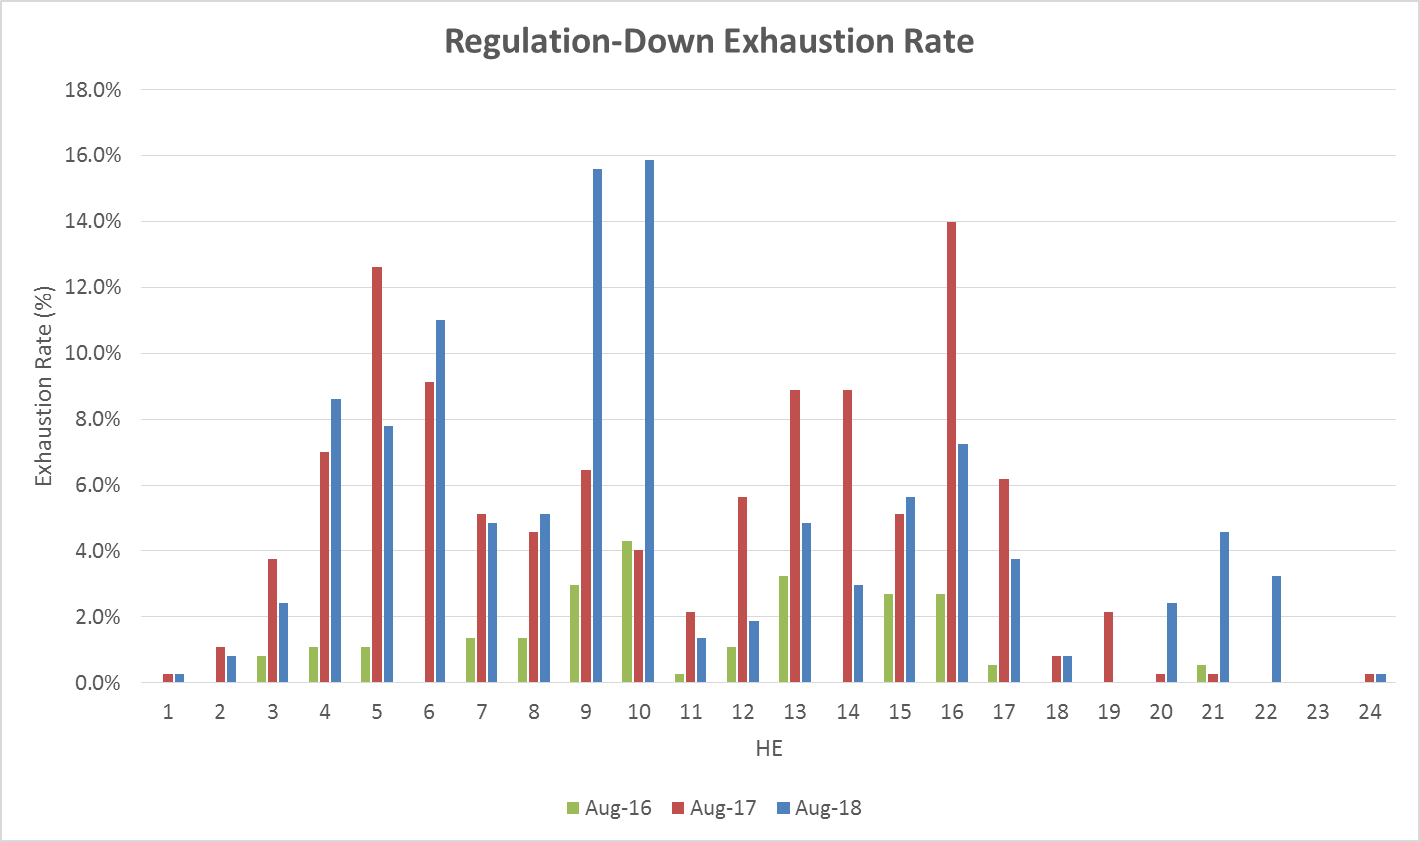 Regulation-Down Exhaustion Rate
18.0%
16.0%
14.0%
12.0%
10.0%
8.0%
6.0%
4.0%
2.0%
0.0%
Exhaustion Rate (%)
1 2 3 4 5 6 7 8 9 10 11 12 13 14 15 16 17 18 19 20 21 22 23 24
HE
Aug-16 Aug-17 Aug-18